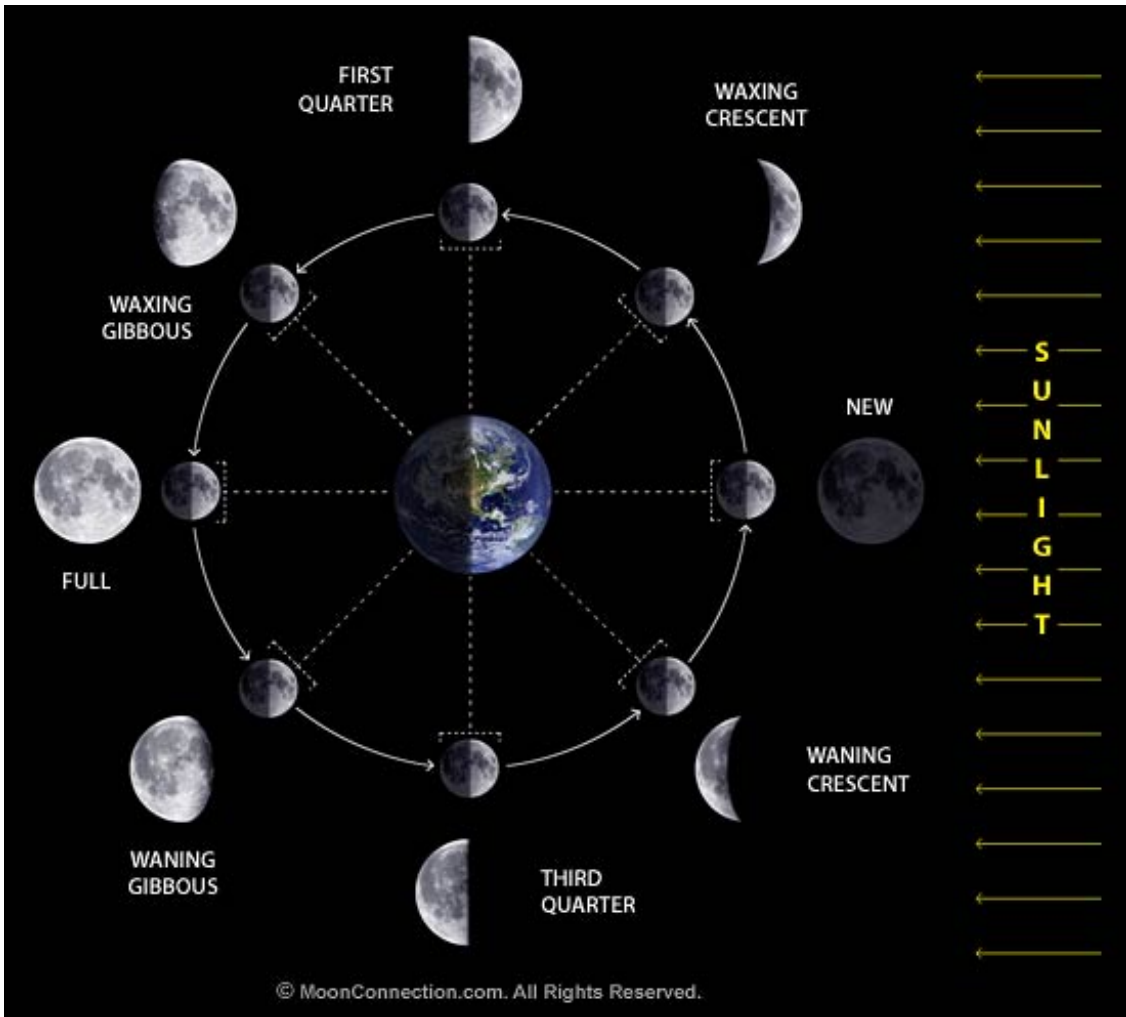 FIRST
QUARTER
WAXING
CRESCENT
WAXING
GIBBOUS
SUNLIGHT
NEW
FULL
WANING
CRESCENT
WANING
GIBBOUS
THIRD
QUARTER
© MoonConnection.com. All Rights Reserved.